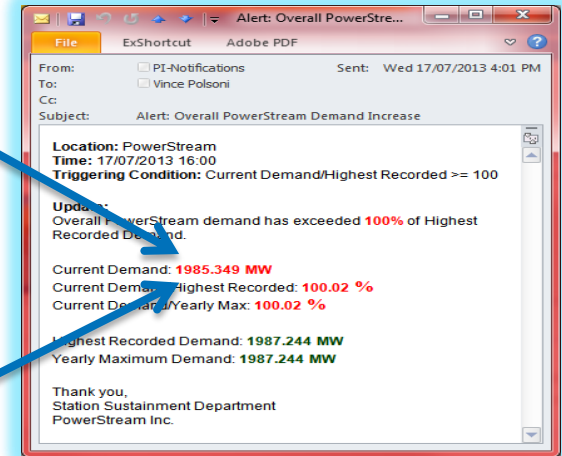 Alert: Overall PowerStre...
File ExShortcut Adobe PDF
From: PI-Notifications Sent: Wed 17/07/2013 4:01 PM
To: Vince Polsoni
Cc:
Subject: Alert: Overall PowerStream Demand Increase
Location: PowerStream
Time: 17/07/2013 16:00
Triggering Condition: Current Demand/Highest Recorded >= 100
Update:
Overall PowerStream demand has exceeded 100% of Highest
Recorded Demand.
Current Demand: 1985.349 MW
Current Demand/Highest Recorded: 100.02 %
Current Demand/Yearly Max: 100.02 %
Highest Recorded Demand: 1987.244 MW
Yearly Maximum Demand: 1987.244 MW
Thank you,
Station Sustainment Department
PowerStream Inc.